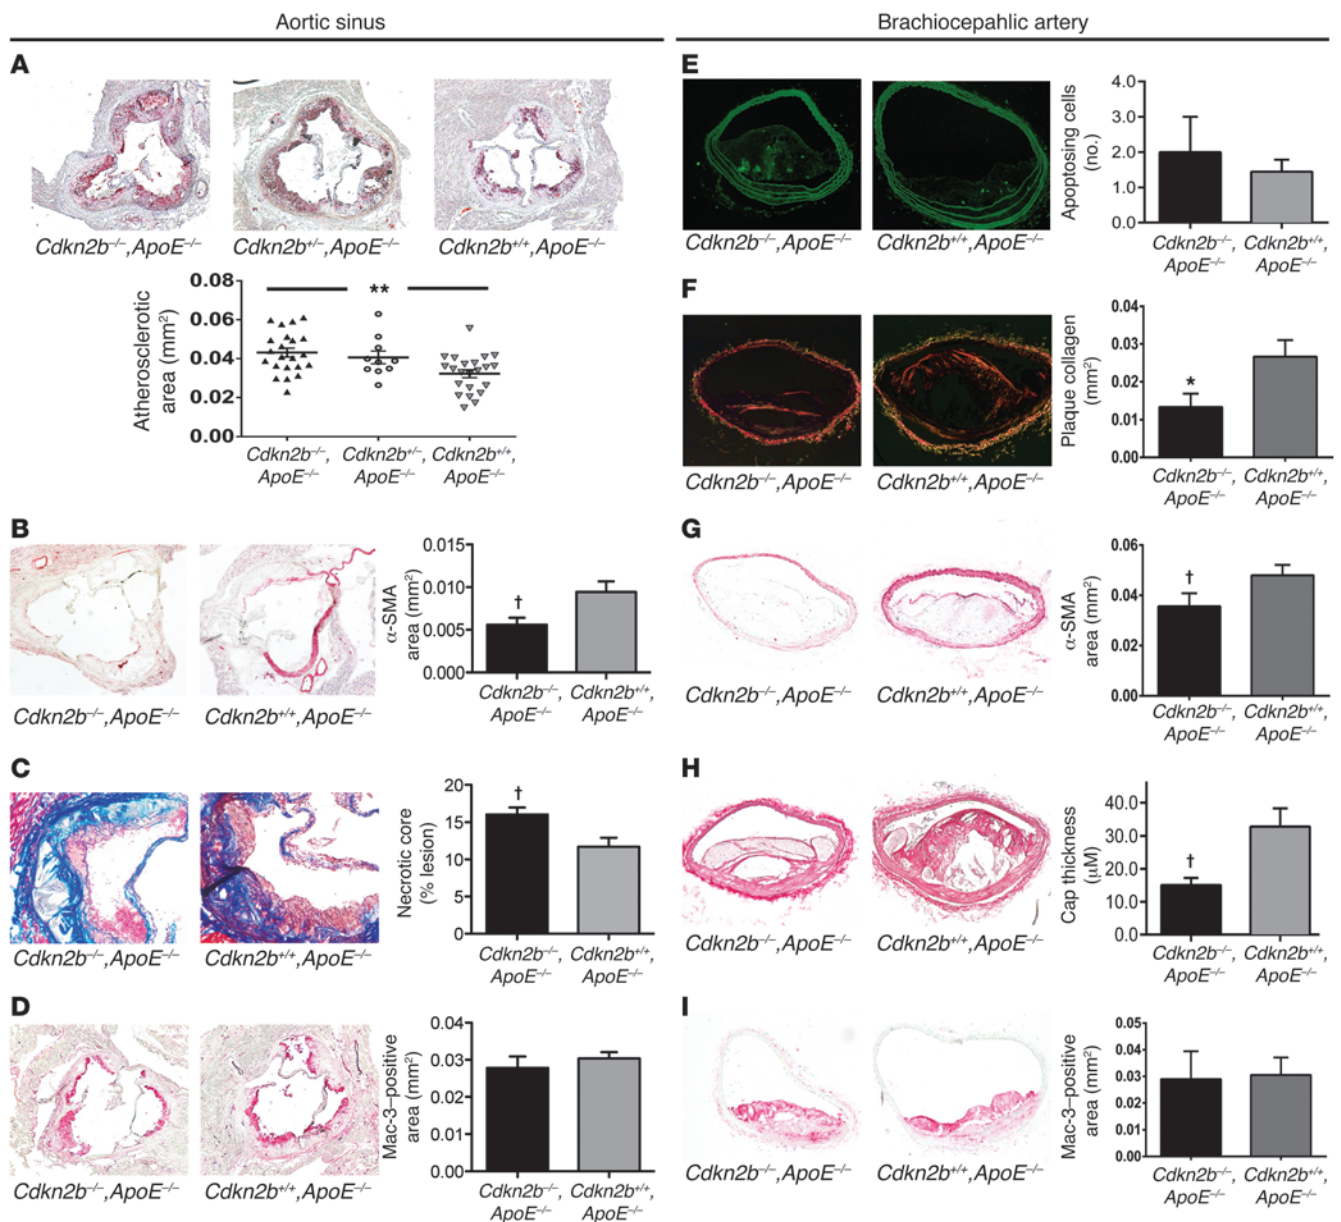 Aortic sinus
Brachiocepahlic artery
A
Cdkn2b–/–,ApoE–/–
Cdkn2b+/–,ApoE–/–
Cdkn2b+/+,ApoE–/–
Atherosclerotic
area (mm²)
0.08
0.06
0.04
0.02
0.00
**
Cdkn2b–/–,
ApoE–/–
Cdkn2b+/–,
ApoE–/–
Cdkn2b+/+,
ApoE–/–
B
Cdkn2b–/–,ApoE–/–
Cdkn2b+/+,ApoE–/–
α-SMA
area (mm²)
0.015
0.010
0.005
0.000
†
Cdkn2b–/–,
ApoE–/–
Cdkn2b+/+,
ApoE–/–
C
Cdkn2b–/–,ApoE–/–
Cdkn2b+/+,ApoE–/–
Necrotic core
(% lesion)
20
15
10
5
0
†
Cdkn2b–/–,
ApoE–/–
Cdkn2b+/+,
ApoE–/–
D
Cdkn2b–/–,ApoE–/–
Cdkn2b+/+,ApoE–/–
Mac-3–positive
area (mm²)
0.04
0.03
0.02
0.01
0.00
Cdkn2b–/–,
ApoE–/–
Cdkn2b+/+,
ApoE–/–
E
Cdkn2b–/–,ApoE–/–
Cdkn2b+/+,ApoE–/–
Apoptosing cells
(no.)
4.0
3.0
2.0
1.0
0.0
Cdkn2b–/–,
ApoE–/–
Cdkn2b+/+,
ApoE–/–
F
Cdkn2b–/–,ApoE–/–
Cdkn2b+/+,ApoE–/–
Plaque collagen
(mm²)
0.04
0.03
0.02
0.01
0.00
*
Cdkn2b–/–,
ApoE–/–
Cdkn2b+/+,
ApoE–/–
G
Cdkn2b–/–,ApoE–/–
Cdkn2b+/+,ApoE–/–
α-SMA
area (mm²)
0.06
0.04
0.02
0.00
†
Cdkn2b–/–,
ApoE–/–
Cdkn2b+/+,
ApoE–/–
H
Cdkn2b–/–,ApoE–/–
Cdkn2b+/+,ApoE–/–
Cap thickness
(µM)
40.0
30.0
20.0
10.0
0.0
†
Cdkn2b–/–,
ApoE–/–
Cdkn2b+/+,
ApoE–/–
I
Cdkn2b–/–,ApoE–/–
Cdkn2b+/+,ApoE–/–
Mac-3–positive
area (mm²)
0.05
0.04
0.03
0.02
0.01
0.00
Cdkn2b–/–,
ApoE–/–
Cdkn2b+/+,
ApoE–/–